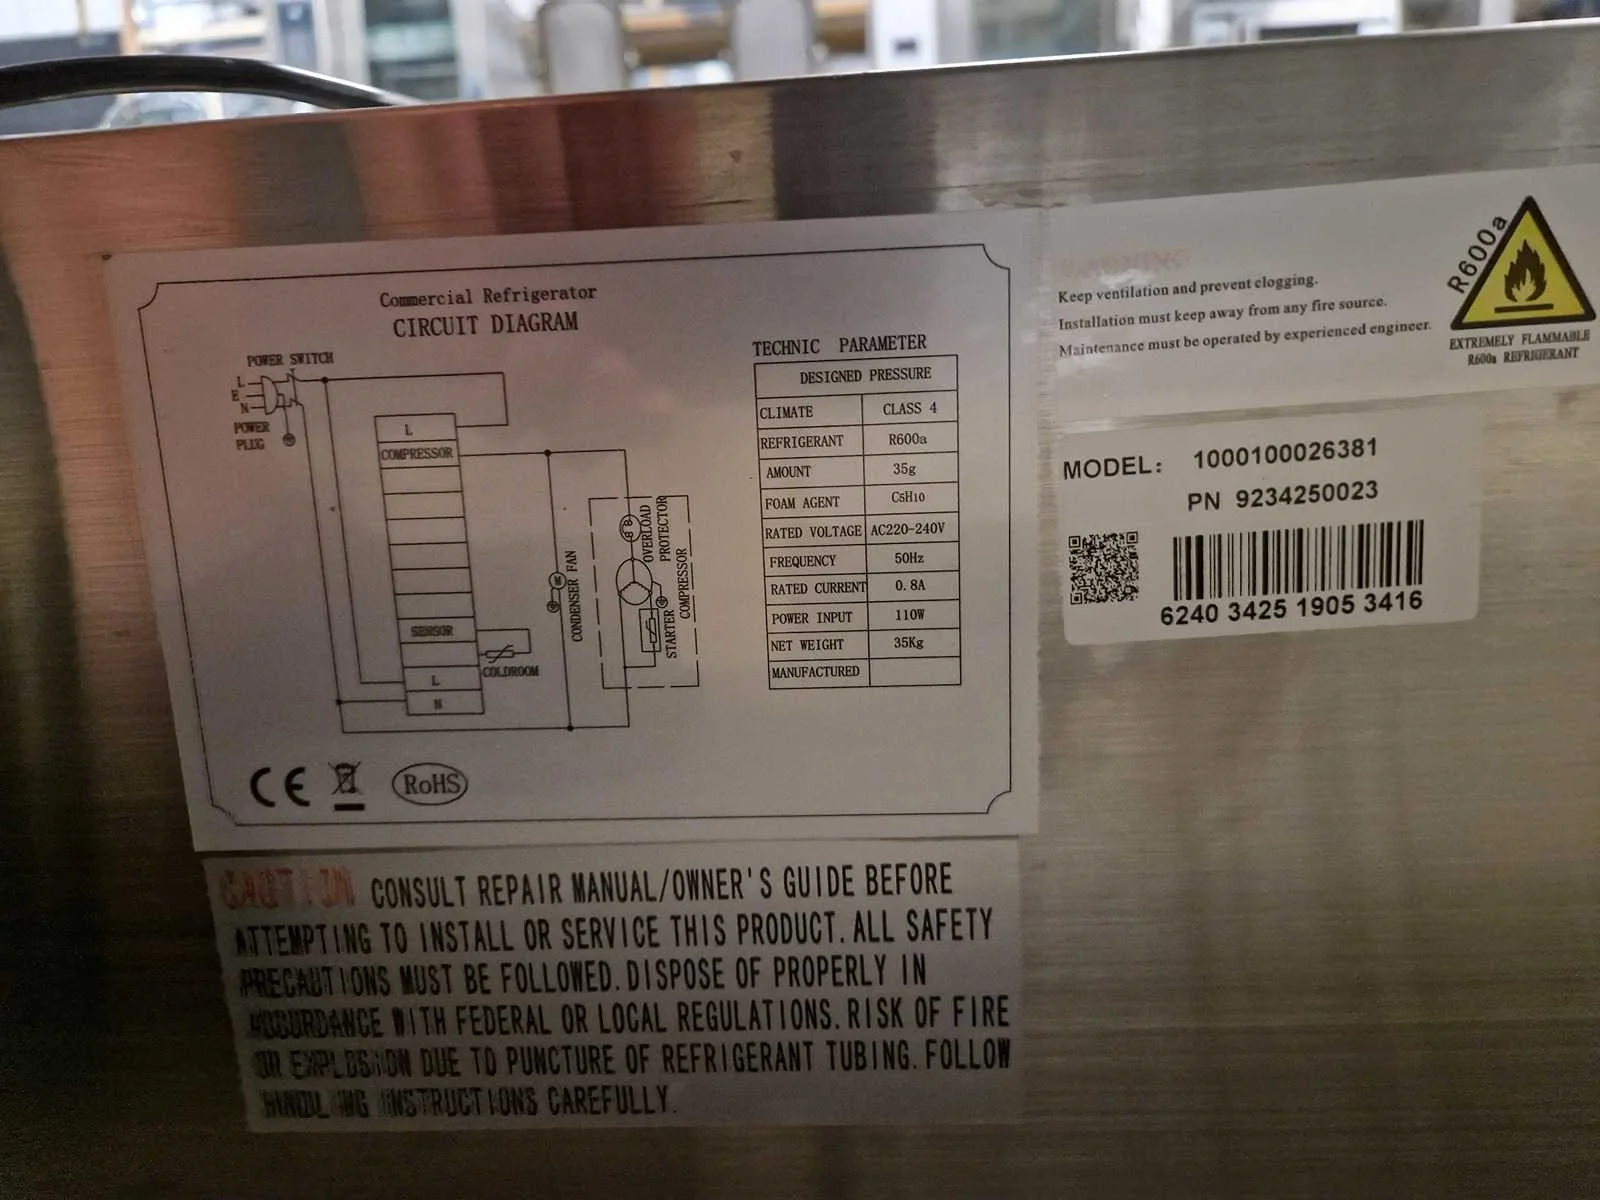 Commercial Refrigerator
CIRCUIT DIAGRAM
POWER SWITCH
L
E
N
POWER
PLUG
L
COMPRESSOR
SENSOR
L
N
COLDROOM
M
CONDENSER FAN
OVERLOAD
PROTECTOR
STARTER
COMPRESSOR
TECHNIC PARAMETER
DESIGNED PRESSURE
CLIMATE CLASS 4
REFRIGERANT R600a
AMOUNT 35g
FOAM AGENT C5H10
RATED VOLTAGE AC220-240V
FREQUENCY 50Hz
RATED CURRENT 0.8A
POWER INPUT 110W
NET WEIGHT 35Kg
MANUFACTURED
CE
RoHS
CAUTION CONSULT REPAIR MANUAL/OWNER'S GUIDE BEFORE
ATTEMPTING TO INSTALL OR SERVICE THIS PRODUCT. ALL SAFETY
PRECAUTIONS MUST BE FOLLOWED. DISPOSE OF PROPERLY IN
ACCORDANCE WITH FEDERAL OR LOCAL REGULATIONS. RISK OF FIRE
OR EXPLOSION DUE TO PUNCTURE OF REFRIGERANT TUBING. FOLLOW
HANDLING INSTRUCTIONS CAREFULLY.
WARNING
Keep ventilation and prevent clogging.
Installation must keep away from any fire source.
Maintenance must be operated by experienced engineer.
R600a
EXTREMELY FLAMMABLE
R600a REFRIGERANT
MODEL: 1000100026381
PN 9234250023
6240 3425 1905 3416